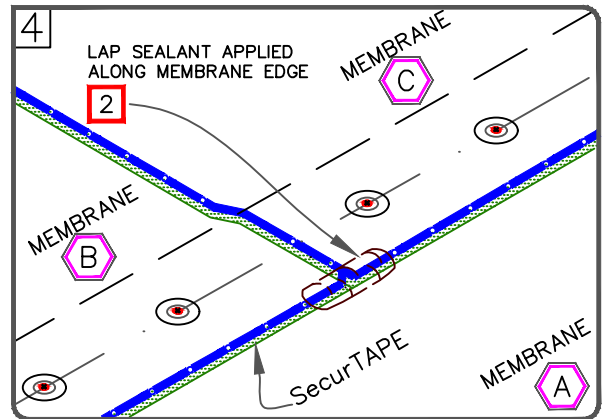 4
LAP SEALANT APPLIED
ALONG MEMBRANE EDGE
2
MEMBRANE
C
MEMBRANE
B
SecurTAPE
MEMBRANE
A